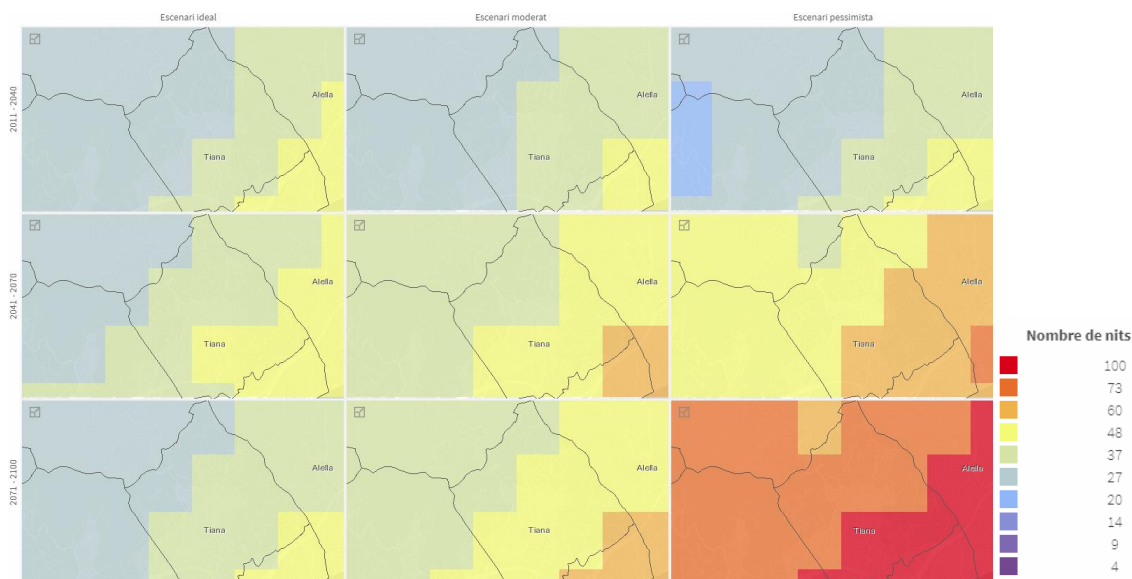 Escenari ideal
Escenari moderat
Escenari pessimista
2011 - 2040
Alella
Tiana
Alella
Tiana
Alella
Tiana
2041 - 2070
Alella
Tiana
Alella
Tiana
Alella
Tiana
2071 - 2100
Alella
Tiana
Alella
Tiana
Alella
Tiana
Nombre de nits
100
73
60
48
37
27
20
14
9
4